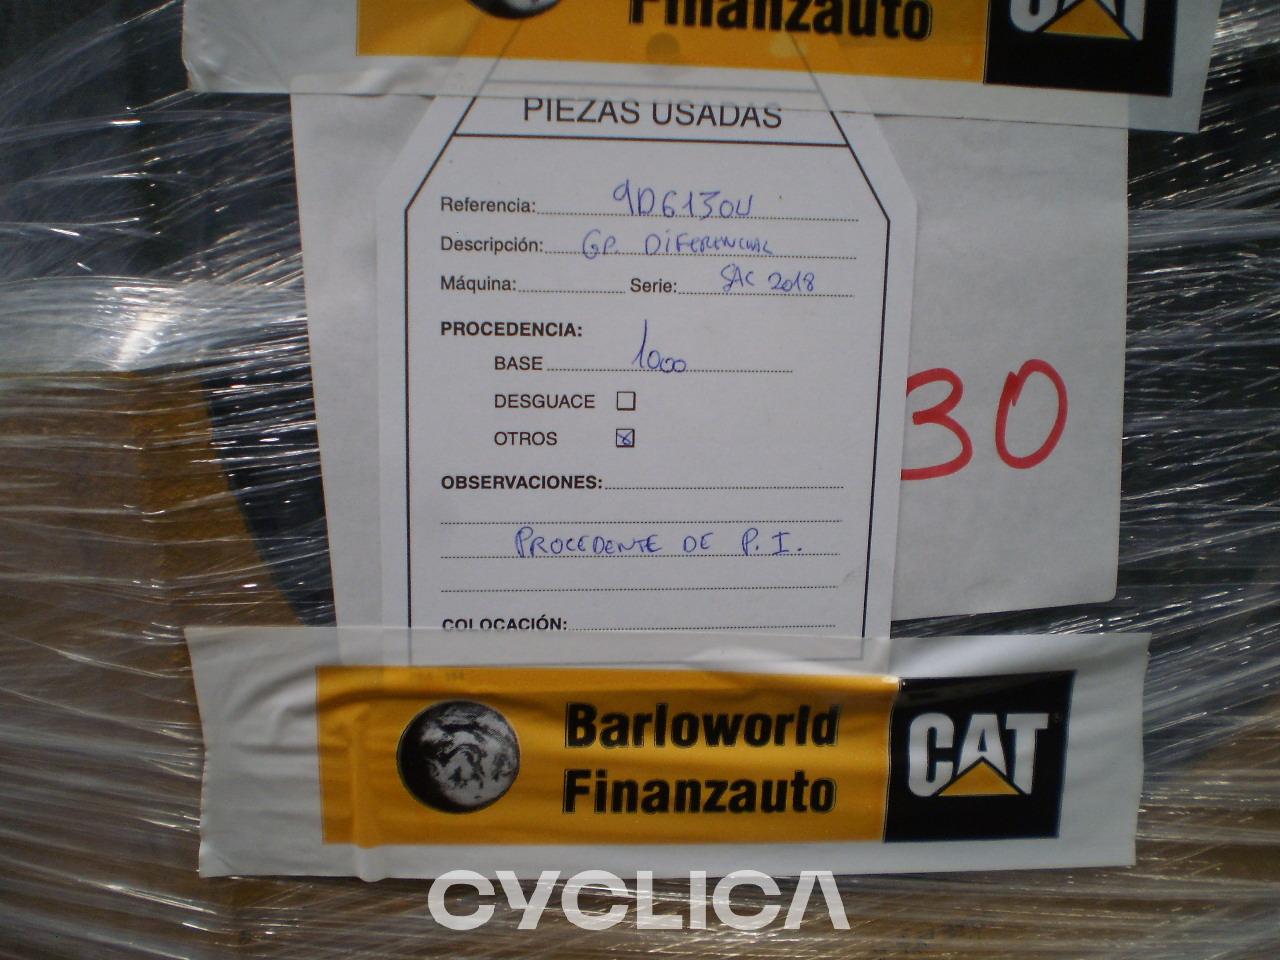 Finanzauto CAT
PIEZAS USADAS
Referencia: 9D6130U
Descripción: GP. DIFERENCIAL
Máquina: Serie: SAC 2018
PROCEDENCIA:
BASE 1000
DESGUACE
OTROS X
30
OBSERVACIONES:
PROCEDENTE DE P. I.
COLOCACIÓN:
Barloworld
Finanzauto
CAT
CYCLICA